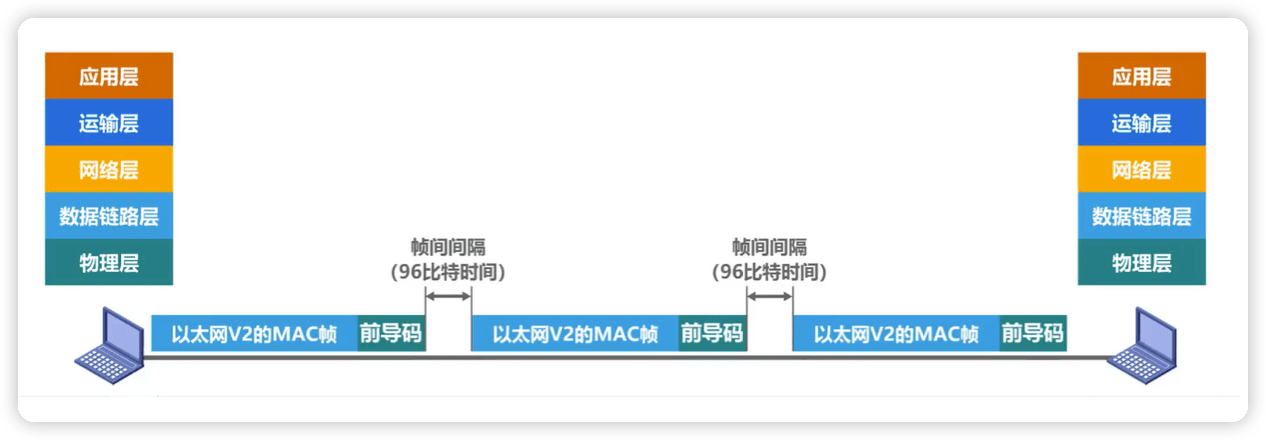 应用层
运输层
网络层
数据链路层
物理层
应用层
运输层
网络层
数据链路层
物理层
帧间间隔
（96比特时间）
帧间间隔
（96比特时间）
以太网V2的MAC帧 前导码 以太网V2的MAC帧 前导码 以太网V2的MAC帧 前导码